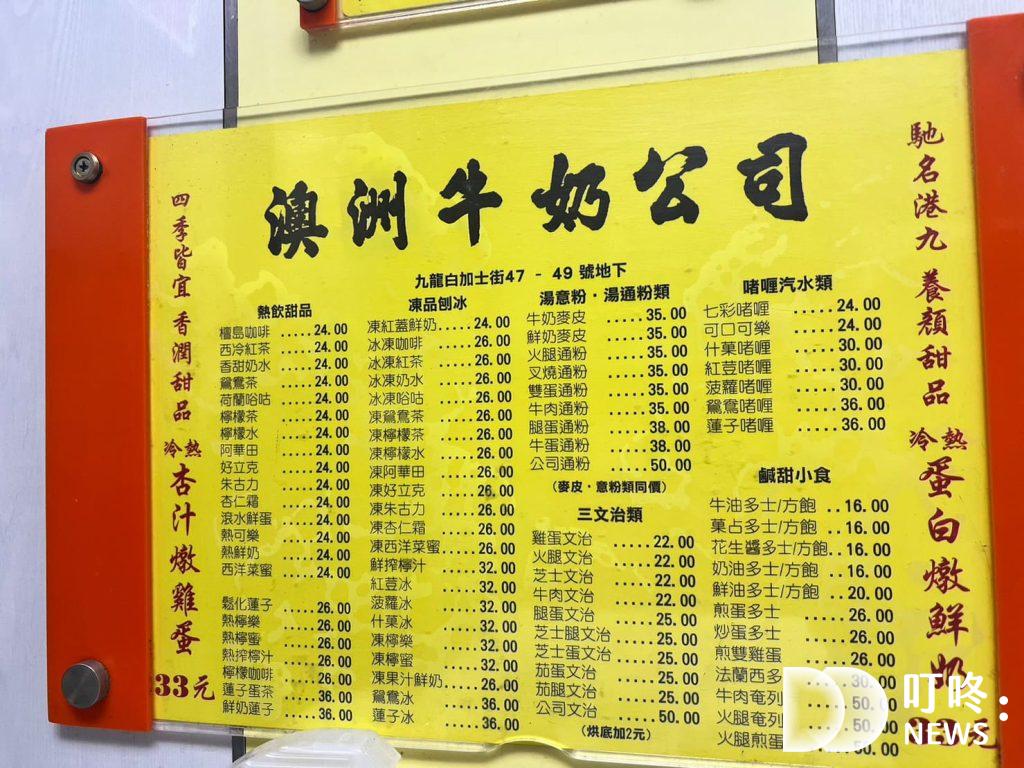 澳洲牛奶公司
九龍白加士街47 - 49 號地下
四季皆宜 香潤甜品
冷熱 杏汁燉雞蛋
33元
熱飲甜品
檀島咖啡 .....24.00
西冷紅茶 .....24.00
香甜奶水 .....24.00
鴛鴦茶 .....24.00
荷蘭哈咕 .....24.00
檸檬茶 .....24.00
檸檬水 .....24.00
阿華田 .....24.00
好立克 .....24.00
朱古力 .....24.00
杏仁霜 .....24.00
滾水鮮蛋 .....24.00
熱可樂 .....24.00
熱鮮奶 .....24.00
西洋菜蜜 .....24.00
鬆化蓮子 .....26.00
熱檸樂 .....26.00
熱檸蜜 .....26.00
熱搾檸汁 .....26.00
檸檬咖啡 .....26.00
蓮子蛋茶 .....36.00
鮮奶蓮子 .....36.00
凍品刨冰
凍紅蓋鮮奶.....24.00
冰凍咖啡 .....26.00
冰凍紅茶 .....26.00
冰凍奶水 .....26.00
冰凍哈咕 .....26.00
凍鴛鴦茶 .....26.00
凍檸檬茶 .....26.00
凍檸檬水 .....26.00
凍阿華田 .....26.00
凍好立克 .....26.00
凍朱古力 .....26.00
凍杏仁霜 .....26.00
凍西洋菜蜜.....26.00
鮮搾檸汁 .....32.00
紅荳冰 .....32.00
菠蘿冰 .....32.00
什菓冰 .....32.00
凍檸樂 .....32.00
凍檸蜜 .....32.00
凍果汁鮮奶.....26.00
鴛鴦冰 .....36.00
蓮子冰 .....36.00
湯意粉・湯通粉類
牛奶麥皮 .....35.00
鮮奶麥皮 .....35.00
火腿通粉 .....35.00
叉燒通粉 .....35.00
雙蛋通粉 .....35.00
牛肉通粉 .....35.00
腿蛋通粉 .....38.00
牛蛋通粉 .....38.00
公司通粉 .....50.00
(麥皮・意粉類同價)
三文治類
雞蛋文治 .....22.00
火腿文治 .....22.00
芝士文治 .....22.00
牛肉文治 .....22.00
腿蛋文治 .....25.00
芝士腿文治 .....25.00
芝士蛋文治 .....25.00
茄蛋文治 .....25.00
茄腿文治 .....25.00
公司文治 .....50.00
(烘底加2元)
啫喱汽水類
七彩啫喱 .....24.00
可口可樂 .....24.00
什菓啫喱 .....30.00
紅荳啫喱 .....30.00
菠蘿啫喱 .....30.00
鴛鴦啫喱 .....36.00
蓮子啫喱 .....36.00
鹹甜小食
牛油多士/方飽 ..16.00
菓占多士/方飽 ..16.00
花生醬多士/方飽..16.00
奶油多士/方飽 ..16.00
鮮油多士/方飽 ..20.00
煎蛋多士 .....26.00
炒蛋多士 .....26.00
煎雙雞蛋 .....26.00
法蘭西多 30.00
牛肉奄列 50.00
火腿奄列 50.00
火腿煎蛋 50.00
馳名港九 養顏甜品
冷熱 蛋白燉鮮奶
叮咚:
NEWS